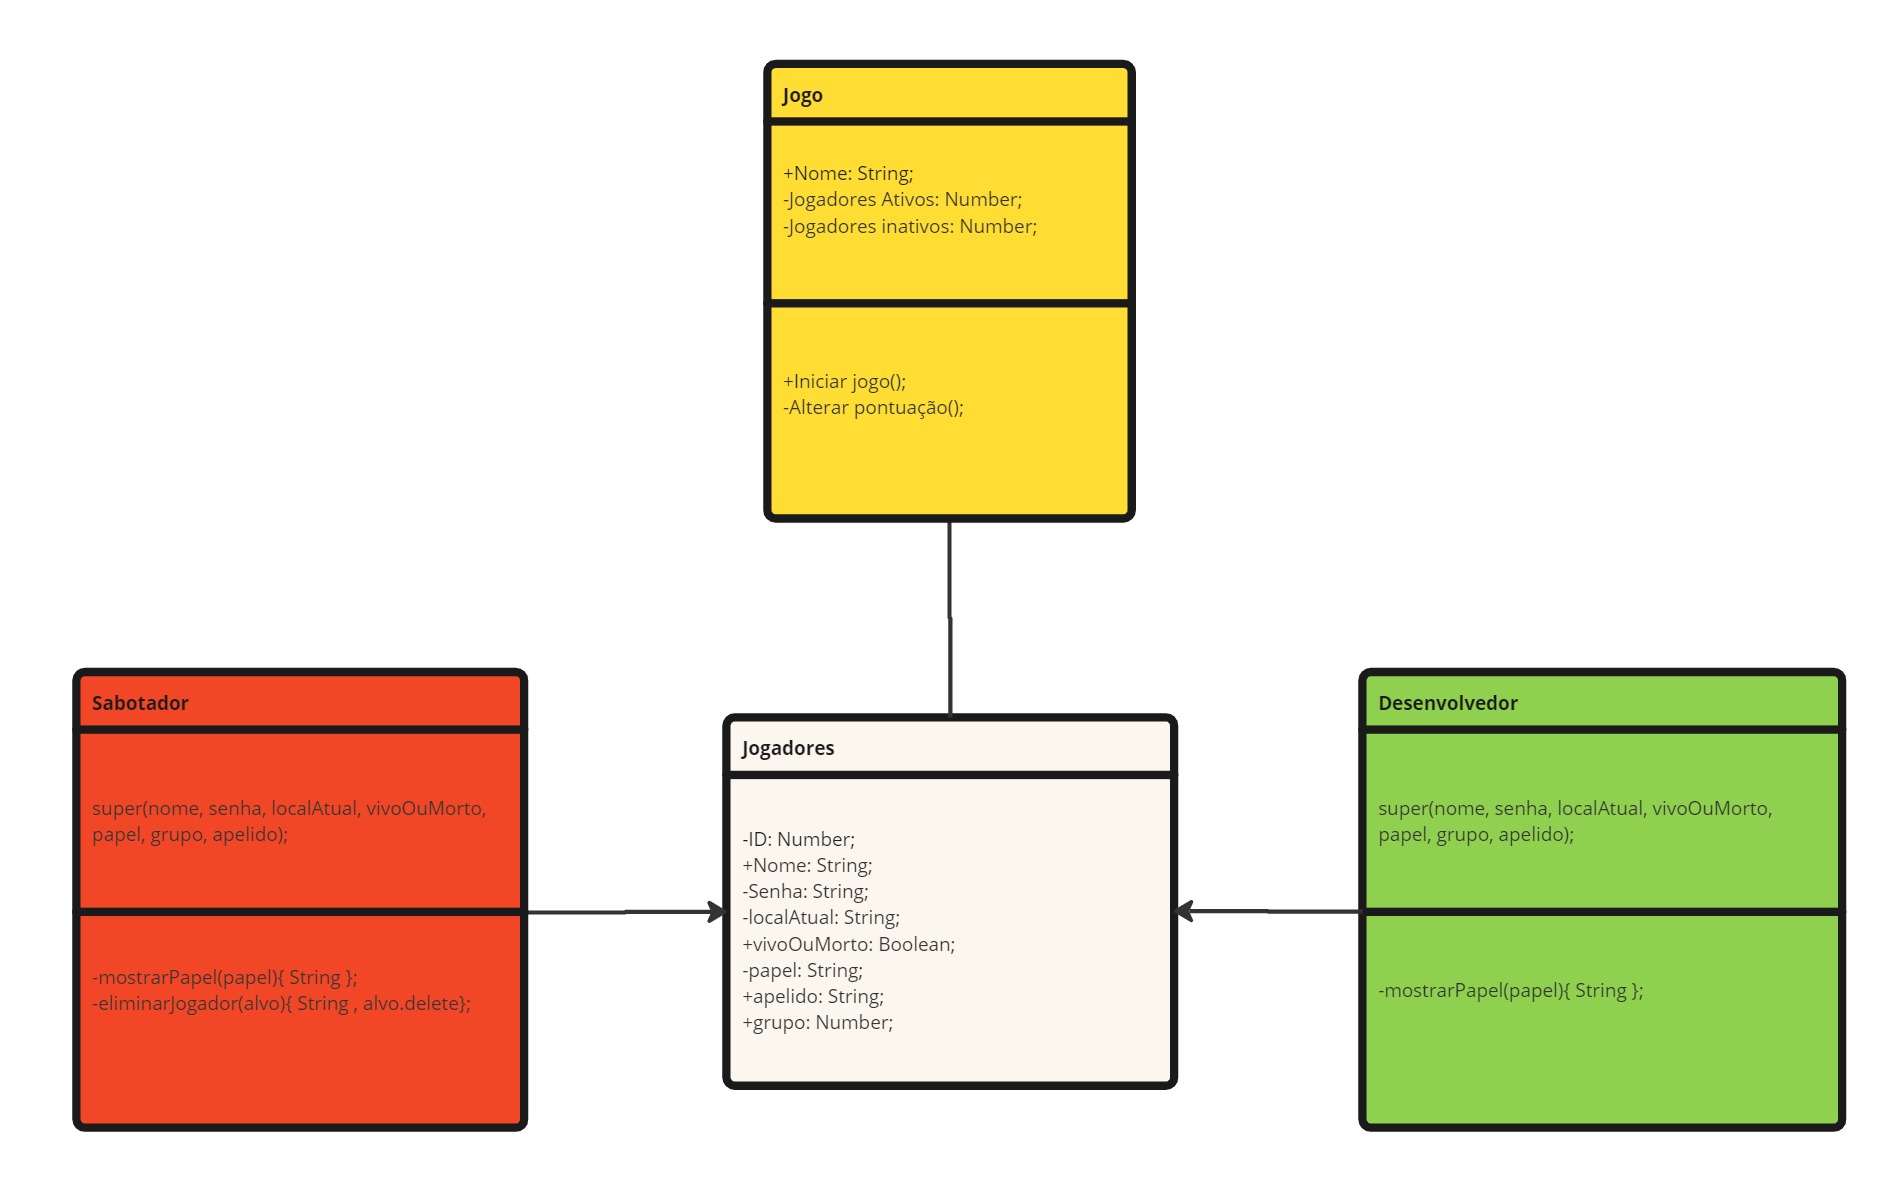 Jogo
+Nome: String;
-Jogadores Ativos: Number;
-Jogadores inativos: Number;
+Iniciar jogo();
-Alterar pontuação();
Sabotador
super(nome, senha, localAtual, vivoOuMorto,
papel, grupo, apelido);
-mostrarPapel(papel){ String };
-eliminarJogador(alvo){ String , alvo.delete};
Jogadores
-ID: Number;
+Nome: String;
-Senha: String;
-localAtual: String;
+vivoOuMorto: Boolean;
-papel: String;
+apelido: String;
+grupo: Number;
Desenvolvedor
super(nome, senha, localAtual, vivoOuMorto,
papel, grupo, apelido);
-mostrarPapel(papel){ String };